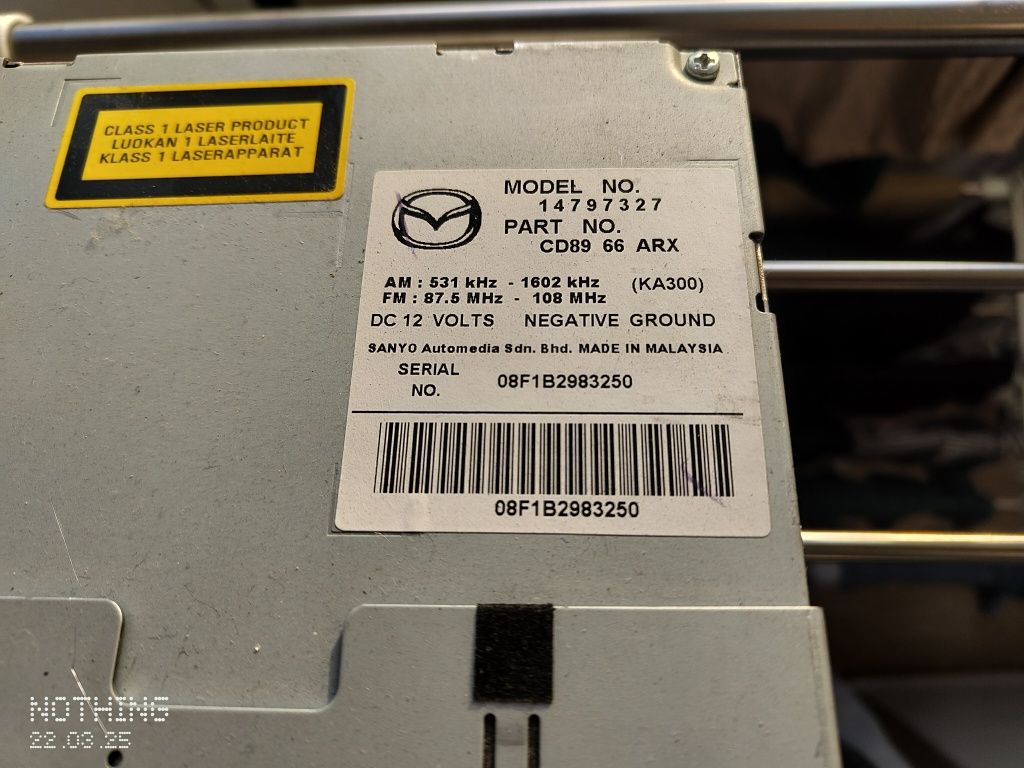 CLASS 1 LASER PRODUCT
LUOKAN 1 LASERLAITE
KLASS 1 LASERAPPARAT
MODEL NO.
14797327
PART NO.
CD89 66 ARX
AM : 531 kHz - 1602 kHz (KA300)
FM : 87.5 MHz - 108 MHz
DC 12 VOLTS NEGATIVE GROUND
SANYO Automedia Sdn. Bhd. MADE IN MALAYSIA
SERIAL
NO. 08F1B2983250
08F1B2983250
NOTHING
22.03.25